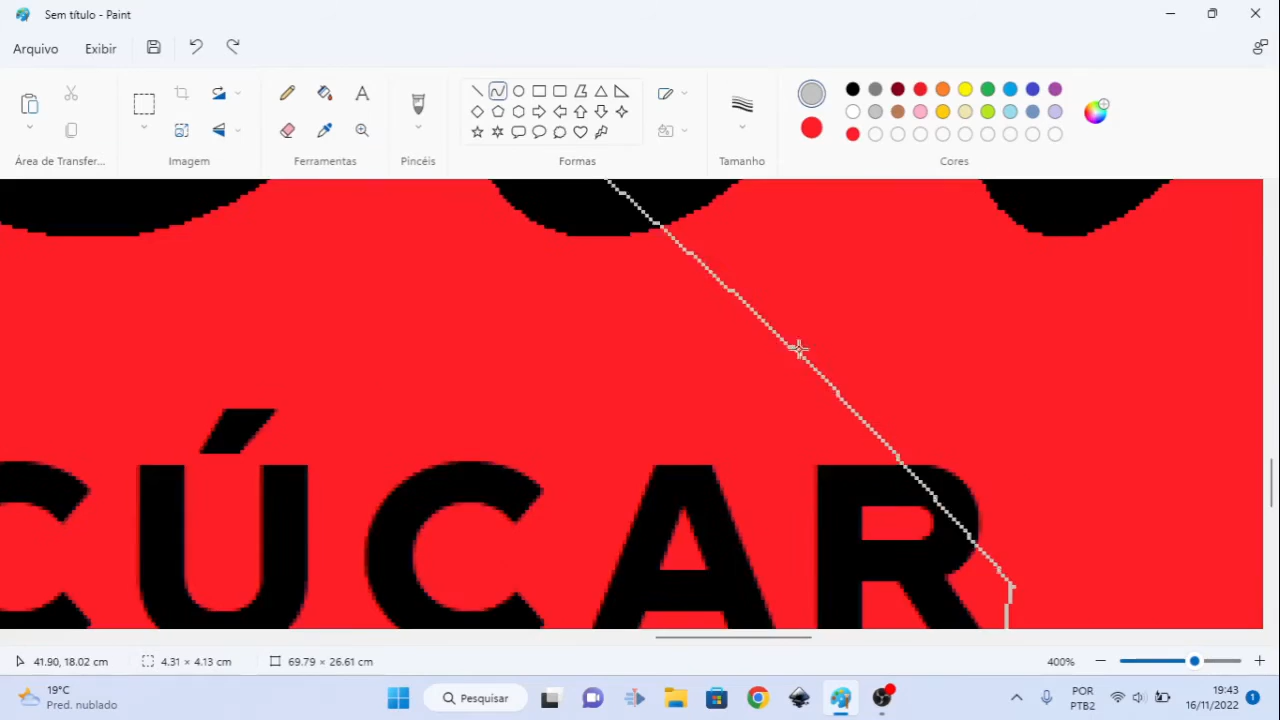 Sem título - Paint
Arquivo Exibir
A
Área de Transfer... Imagem Ferramentas Pincéis Formas Tamanho Cores
ÇÚCAR
41.90, 18.02 cm 4.31 × 4.13 cm 69.79 × 26.61 cm 400%
19°C
Pred. nublado
Pesquisar
POR
PTB2
19:43
16/11/2022
1